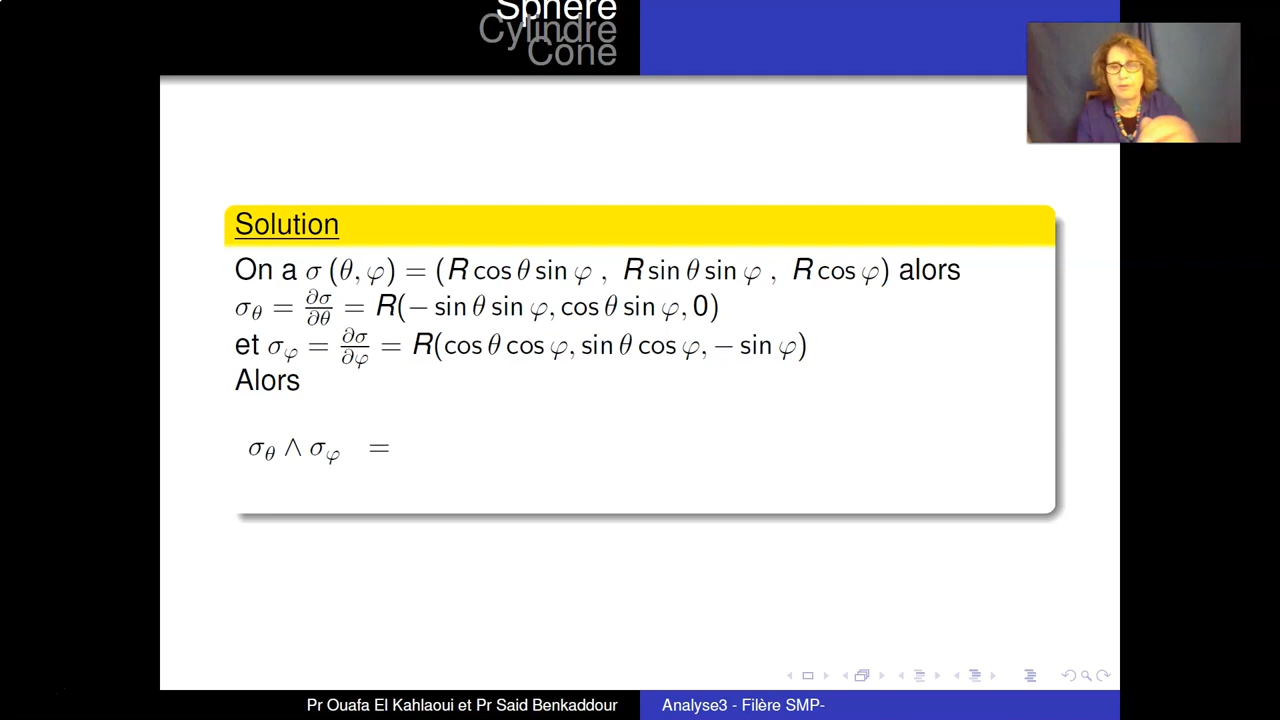 Sphère
Cylindre
Cône
Solution
On a σ (θ, φ) = (R cos θ sin φ , R sin θ sin φ , R cos φ) alors
σ_θ = ∂σ/∂θ = R(− sin θ sin φ, cos θ sin φ, 0)
et σ_φ = ∂σ/∂φ = R(cos θ cos φ, sin θ cos φ, − sin φ)
Alors
σ_θ ∧ σ_φ =
Pr Ouafa El Kahlaoui et Pr Said Benkaddour
Analyse3 - Filère SMP-